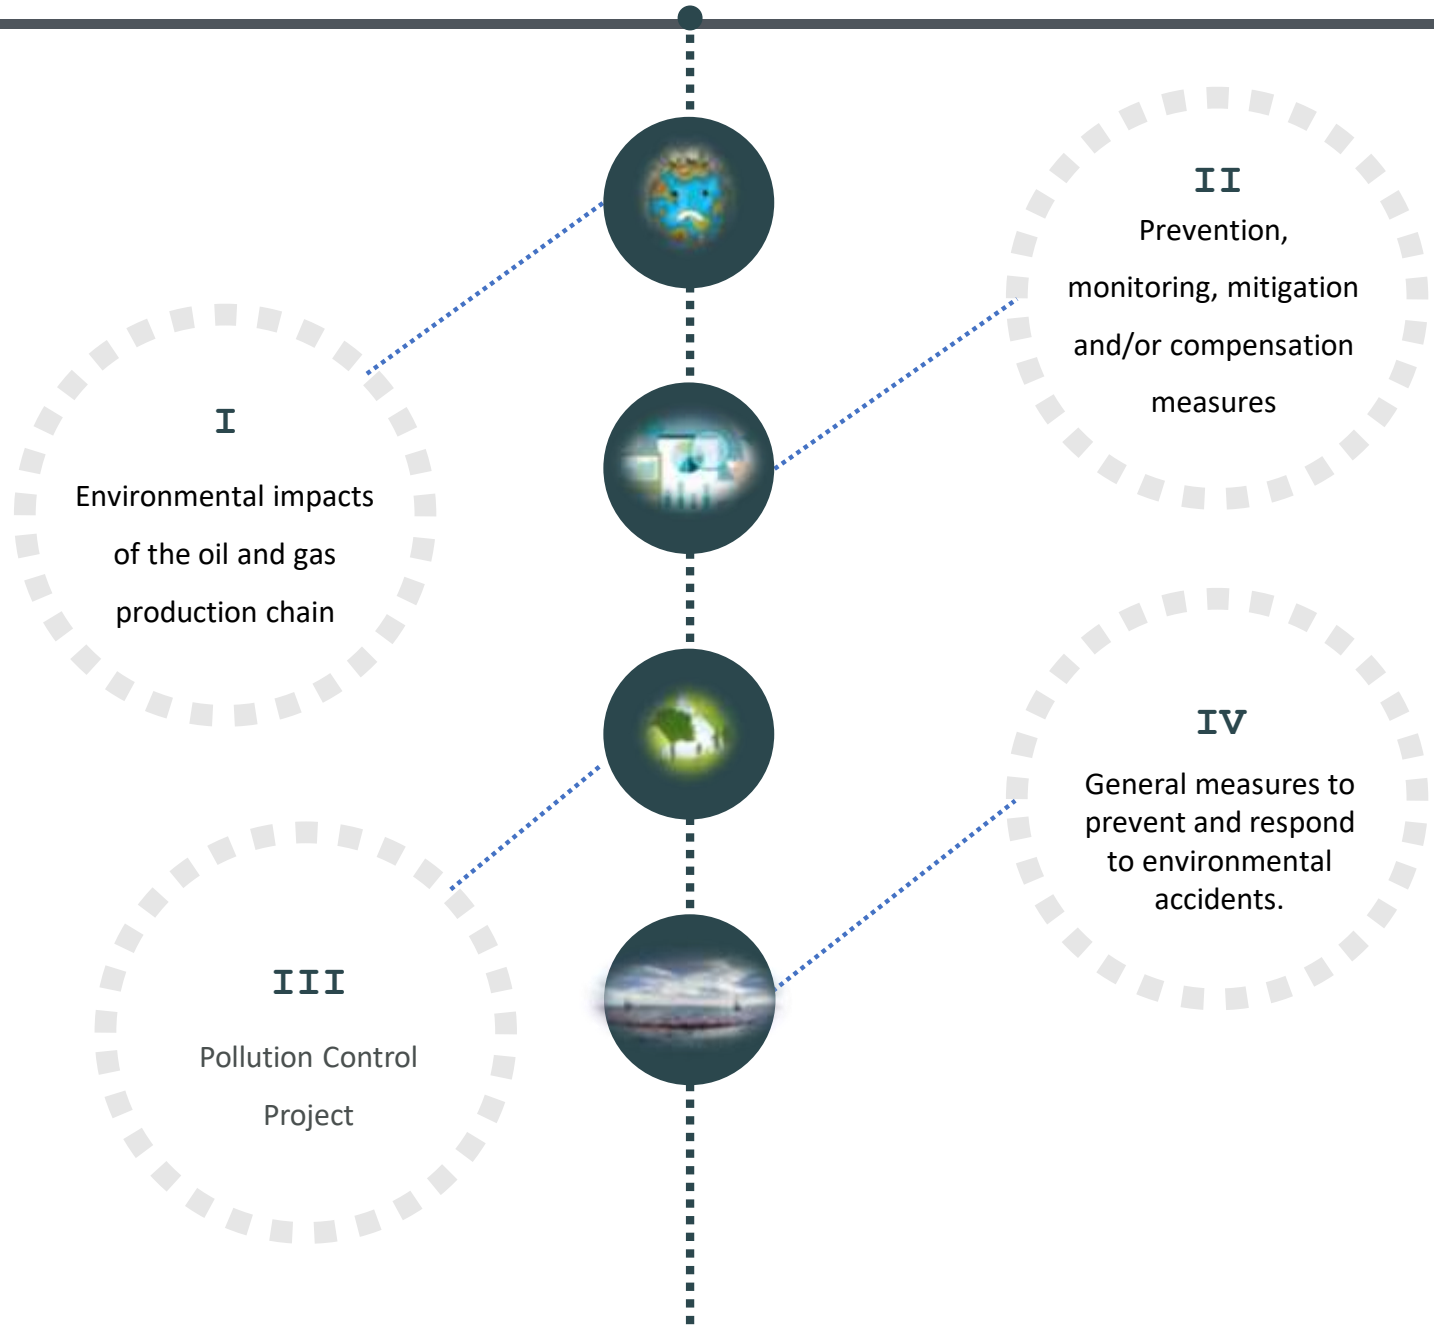 I
Environmental impacts
of the oil and gas
production chain
II
Prevention,
monitoring, mitigation
and/or compensation
measures
III
Pollution Control
Project
IV
General measures to
prevent and respond
to environmental
accidents.